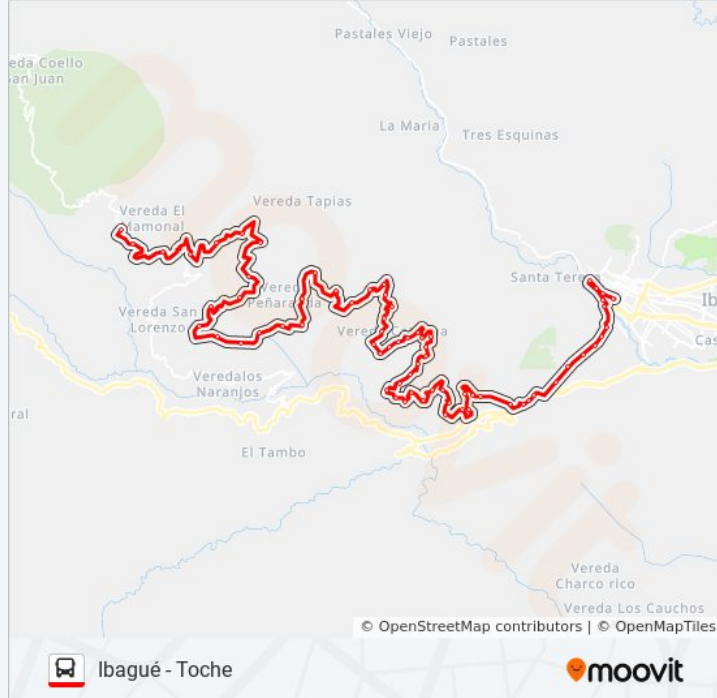 Pastales Viejo
Pastales
eda Coello
San Juan
La Maria
Tres Esquinas
Vereda Tapias
Vereda El
Mamonal
Santa Teres
Ib
Vereda San
Lorenzo
Cas
Veredalos
Naranjos
ral
El Tambo
Vereda
Charco rico
Vereda Los Cauchos
© OpenStreetMap contributors | © OpenMapTiles
Ibagué - Toche
moovit